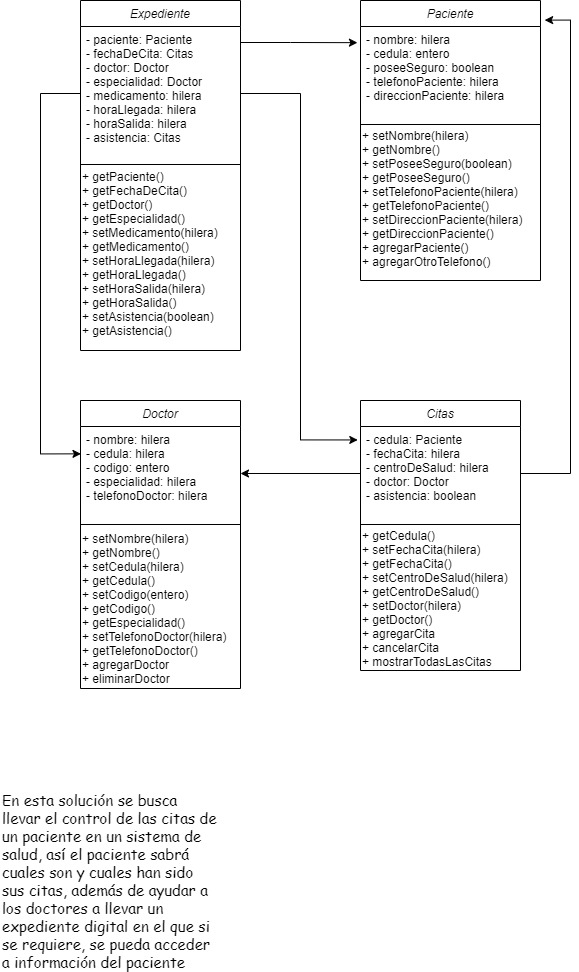 Expediente
- paciente: Paciente
- fechaDeCita: Citas
- doctor: Doctor
- especialidad: Doctor
- medicamento: hilera
- horaLlegada: hilera
- horaSalida: hilera
- asistencia: Citas
+ getPaciente()
+ getFechaDeCita()
+ getDoctor()
+ getEspecialidad()
+ setMedicamento(hilera)
+ getMedicamento()
+ setHoraLlegada(hilera)
+ getHoraLlegada()
+ setHoraSalida(hilera)
+ getHoraSalida()
+ setAsistencia(boolean)
+ getAsistencia()
Paciente
- nombre: hilera
- cedula: entero
- poseeSeguro: boolean
- telefonoPaciente: hilera
- direccionPaciente: hilera
+ setNombre(hilera)
+ getNombre()
+ setPoseeSeguro(boolean)
+ getPoseeSeguro()
+ setTelefonoPaciente(hilera)
+ getTelefonoPaciente()
+ setDireccionPaciente(hilera)
+ getDireccionPaciente()
+ agregarPaciente()
+ agregarOtroTelefono()
Doctor
- nombre: hilera
- cedula: hilera
- codigo: entero
- especialidad: hilera
- telefonoDoctor: hilera
+ setNombre(hilera)
+ getNombre()
+ setCedula(hilera)
+ getCedula()
+ setCodigo(entero)
+ getCodigo()
+ getEspecialidad()
+ setTelefonoDoctor(hilera)
+ getTelefonoDoctor()
+ agregarDoctor
+ eliminarDoctor
Citas
- cedula: Paciente
- fechaCita: hilera
- centroDeSalud: hilera
- doctor: Doctor
- asistencia: boolean
+ getCedula()
+ setFechaCita(hilera)
+ getFechaCita()
+ setCentroDeSalud(hilera)
+ getCentroDeSalud()
+ setDoctor(hilera)
+ getDoctor()
+ agregarCita
+ cancelarCita
+ mostrarTodasLasCitas
En esta solución se busca
llevar el control de las citas de
un paciente en un sistema de
salud, así el paciente sabrá
cuales son y cuales han sido
sus citas, además de ayudar a
los doctores a llevar un
expediente digital en el que si
se requiere, se pueda acceder
a información del paciente